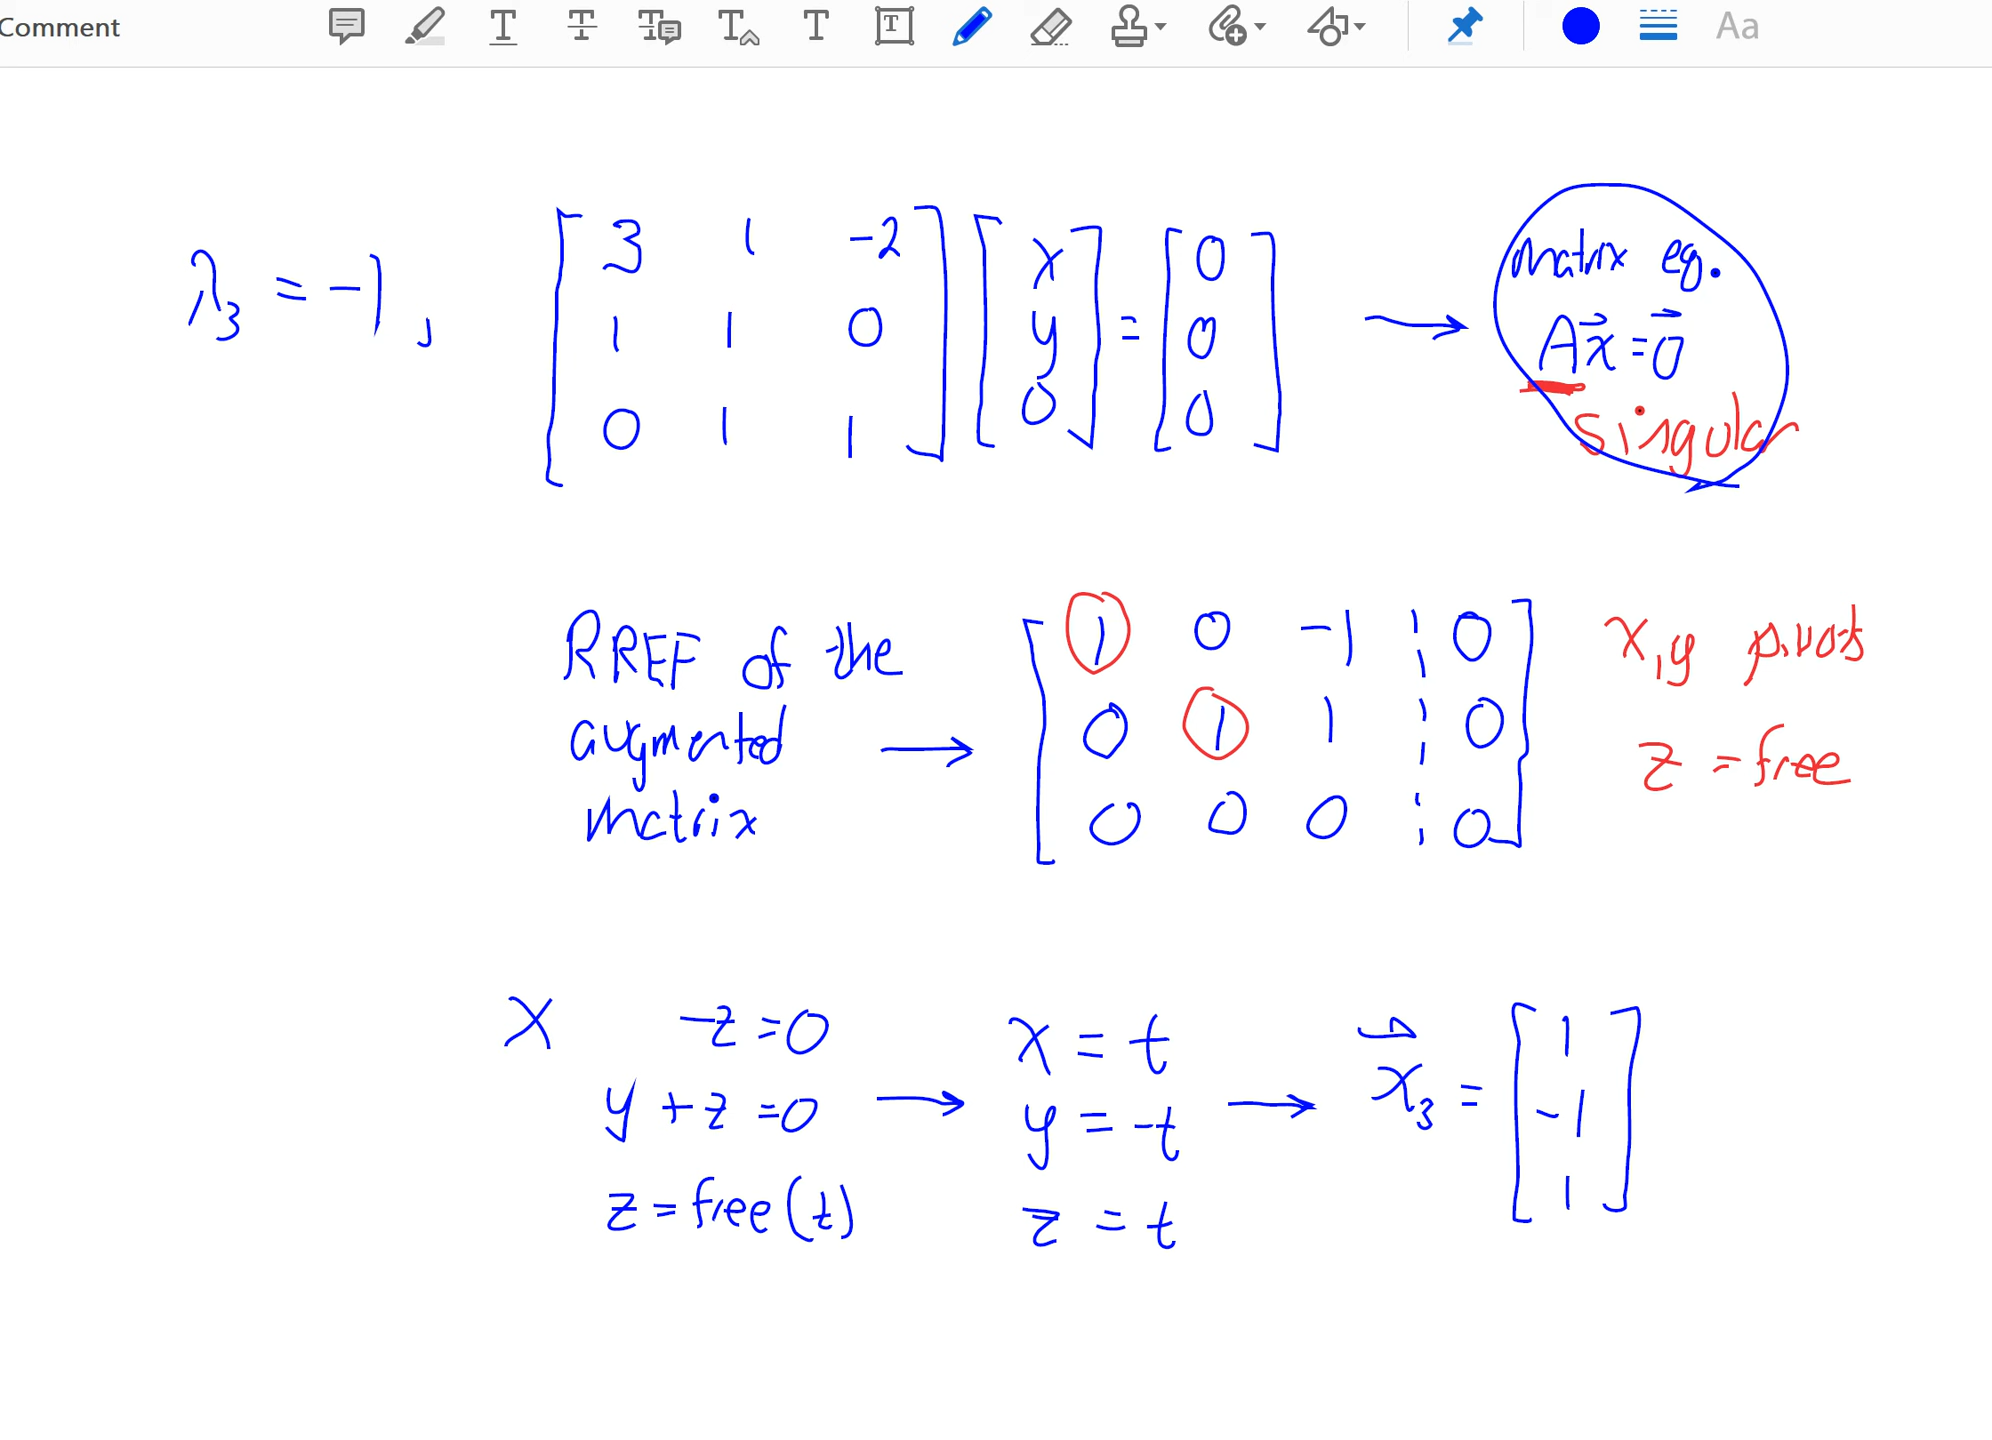 Comment T T T T T T Aa
λ₃ = -1, [ 3 1 -2 ] [ x ] = [ 0 ] → matrix eq.
[ 1 1 0 ] [ y ] [ 0 ] Ax⃗ = 0⃗
[ 0 1 1 ] [ 0 ] [ 0 ] singular
RREF of the [ 1 0 -1 ¦ 0 ] x,y pivots
augmented → [ 0 1 1 ¦ 0 ] z = free
matrix [ 0 0 0 ¦ 0 ]
x -z = 0 x = t [ 1 ]
y + z = 0 → y = -t → x⃗₃ = [ -1 ]
z = free (t) z = t [ 1 ]